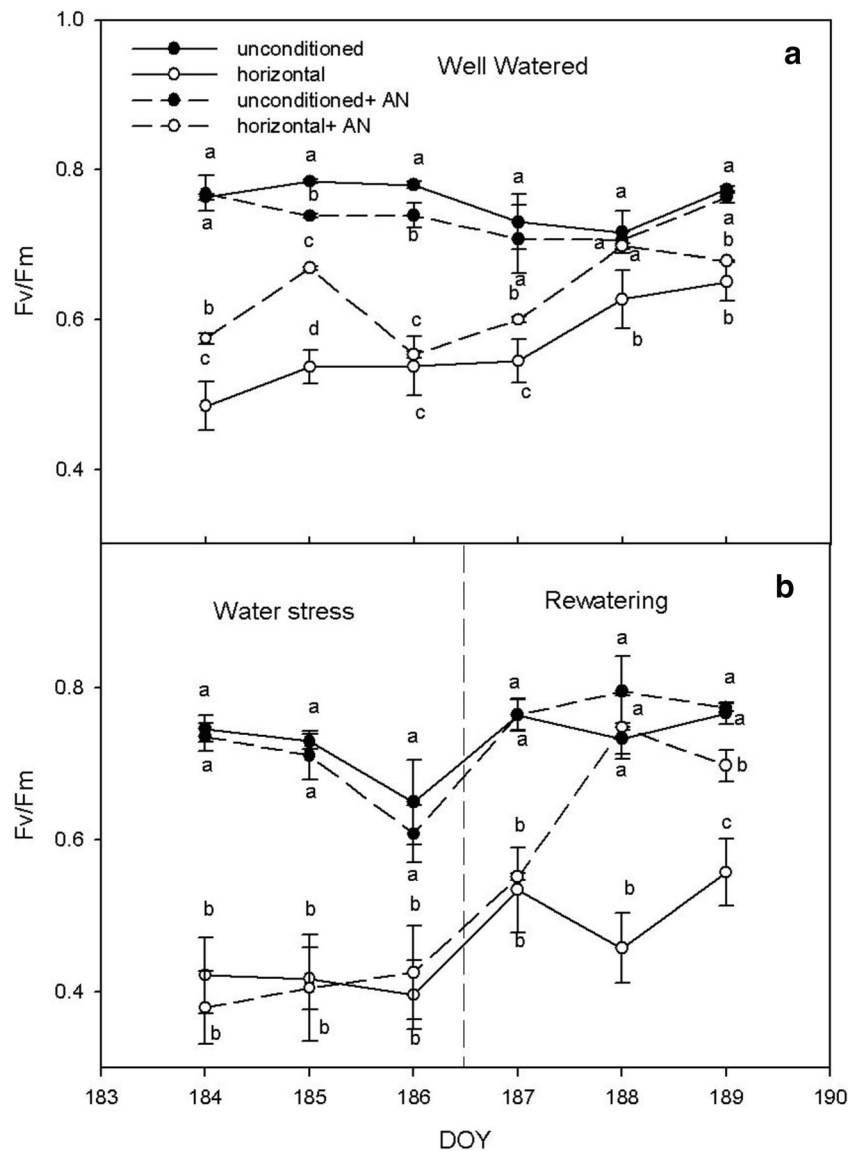 1.0
unconditioned
horizontal
unconditioned+ AN
horizontal+ AN
Well Watered
a
a a a a a a
0.8
b
a b a a
a a b
c b
Fv/Fm
b d c
0.6
c b b
c c
0.4
b
Water stress
Rewatering
a a a a a a
0.8
a a
a a a a b
Fv/Fm
a
0.6
b c
b b b b
b
0.4
b b b
183 184 185 186 187 188 189 190
DOY